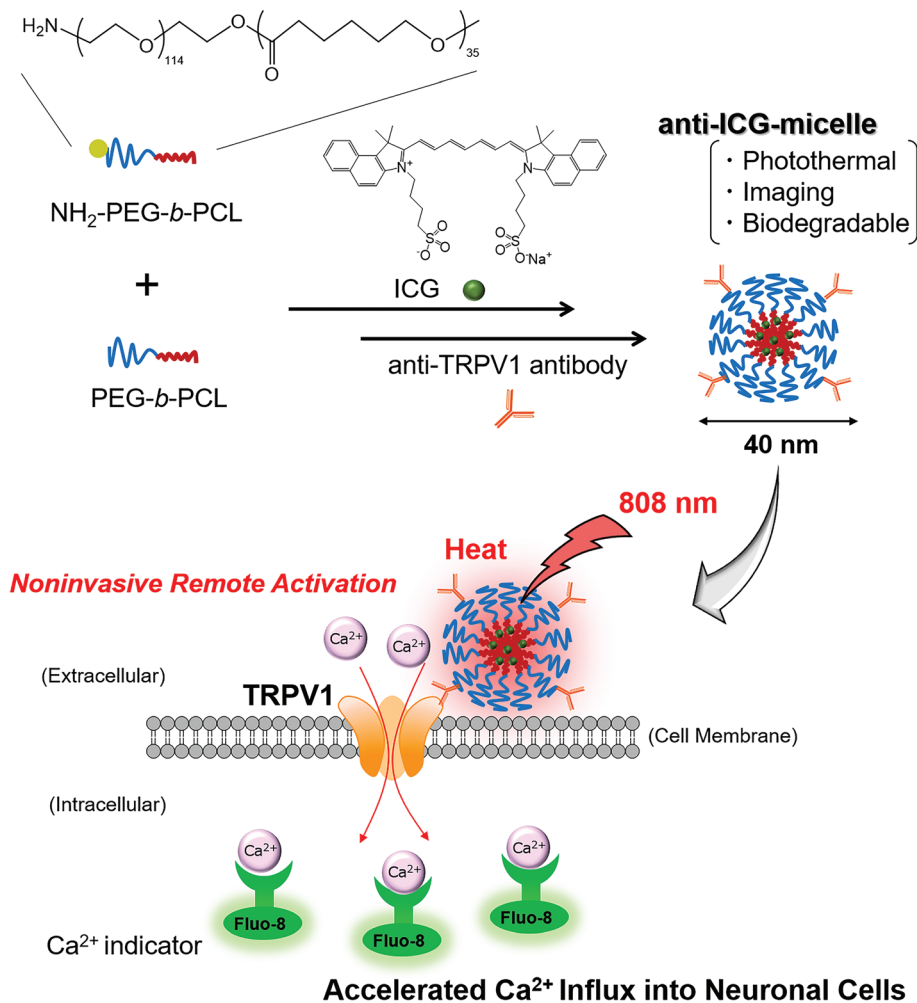 H₂N
O
114
O
O
O
O
35
NH₂-PEG-b-PCL
+
PEG-b-PCL
N⁺
N
S
O
O
⁻O
S
O
O
O⁻Na⁺
ICG
anti-TRPV1 antibody
anti-ICG-micelle
・ Photothermal
・ Imaging
・ Biodegradable
40 nm
808 nm
Heat
Noninvasive Remote Activation
Ca²⁺
Ca²⁺
(Extracellular)
TRPV1
(Cell Membrane)
(Intracellular)
Ca²⁺
Ca²⁺
Ca²⁺
Fluo-8
Fluo-8
Fluo-8
Ca²⁺ indicator
Accelerated Ca²⁺ Influx into Neuronal Cells